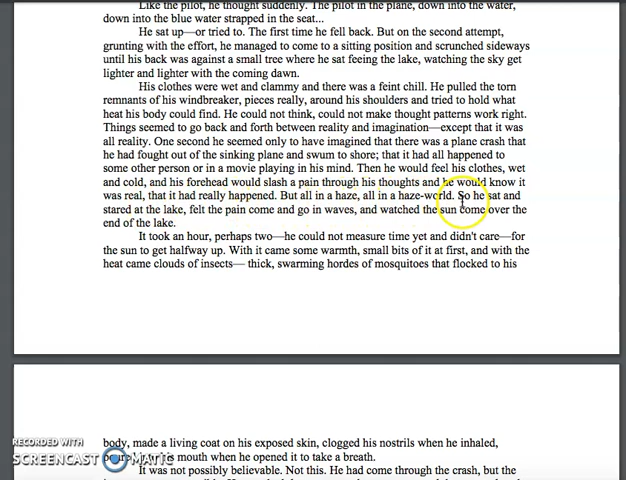 Like the pilot, he thought suddenly. The pilot in the plane, down into the water,
down into the blue water strapped in the seat...
He sat up—or tried to. The first time he fell back. But on the second attempt,
grunting with the effort, he managed to come to a sitting position and scrunched sideways
until his back was against a small tree where he sat feeing the lake, watching the sky get
lighter and lighter with the coming dawn.
His clothes were wet and clammy and there was a feint chill. He pulled the torn
remnants of his windbreaker, pieces really, around his shoulders and tried to hold what
heat his body could find. He could not think, could not make thought patterns work right.
Things seemed to go back and forth between reality and imagination—except that it was
all reality. One second he seemed only to have imagined that there was a plane crash that
he had fought out of the sinking plane and swum to shore; that it had all happened to
some other person or in a movie playing in his mind. Then he would feel his clothes, wet
and cold, and his forehead would slash a pain through his thoughts and he would know it
was real, that it had really happened. But all in a haze, all in a haze-world. So he sat and
stared at the lake, felt the pain come and go in waves, and watched the sun come over the
end of the lake.
It took an hour, perhaps two—he could not measure time yet and didn't care—for
the sun to get halfway up. With it came some warmth, small bits of it at first, and with the
heat came clouds of insects— thick, swarming hordes of mosquitoes that flocked to his
body, made a living coat on his exposed skin, clogged his nostrils when he inhaled,
his mouth when he opened it to take a breath.
It was not possibly believable. Not this. He had come through the crash, but the
RECORDED WITH
SCREENCAST MATIC